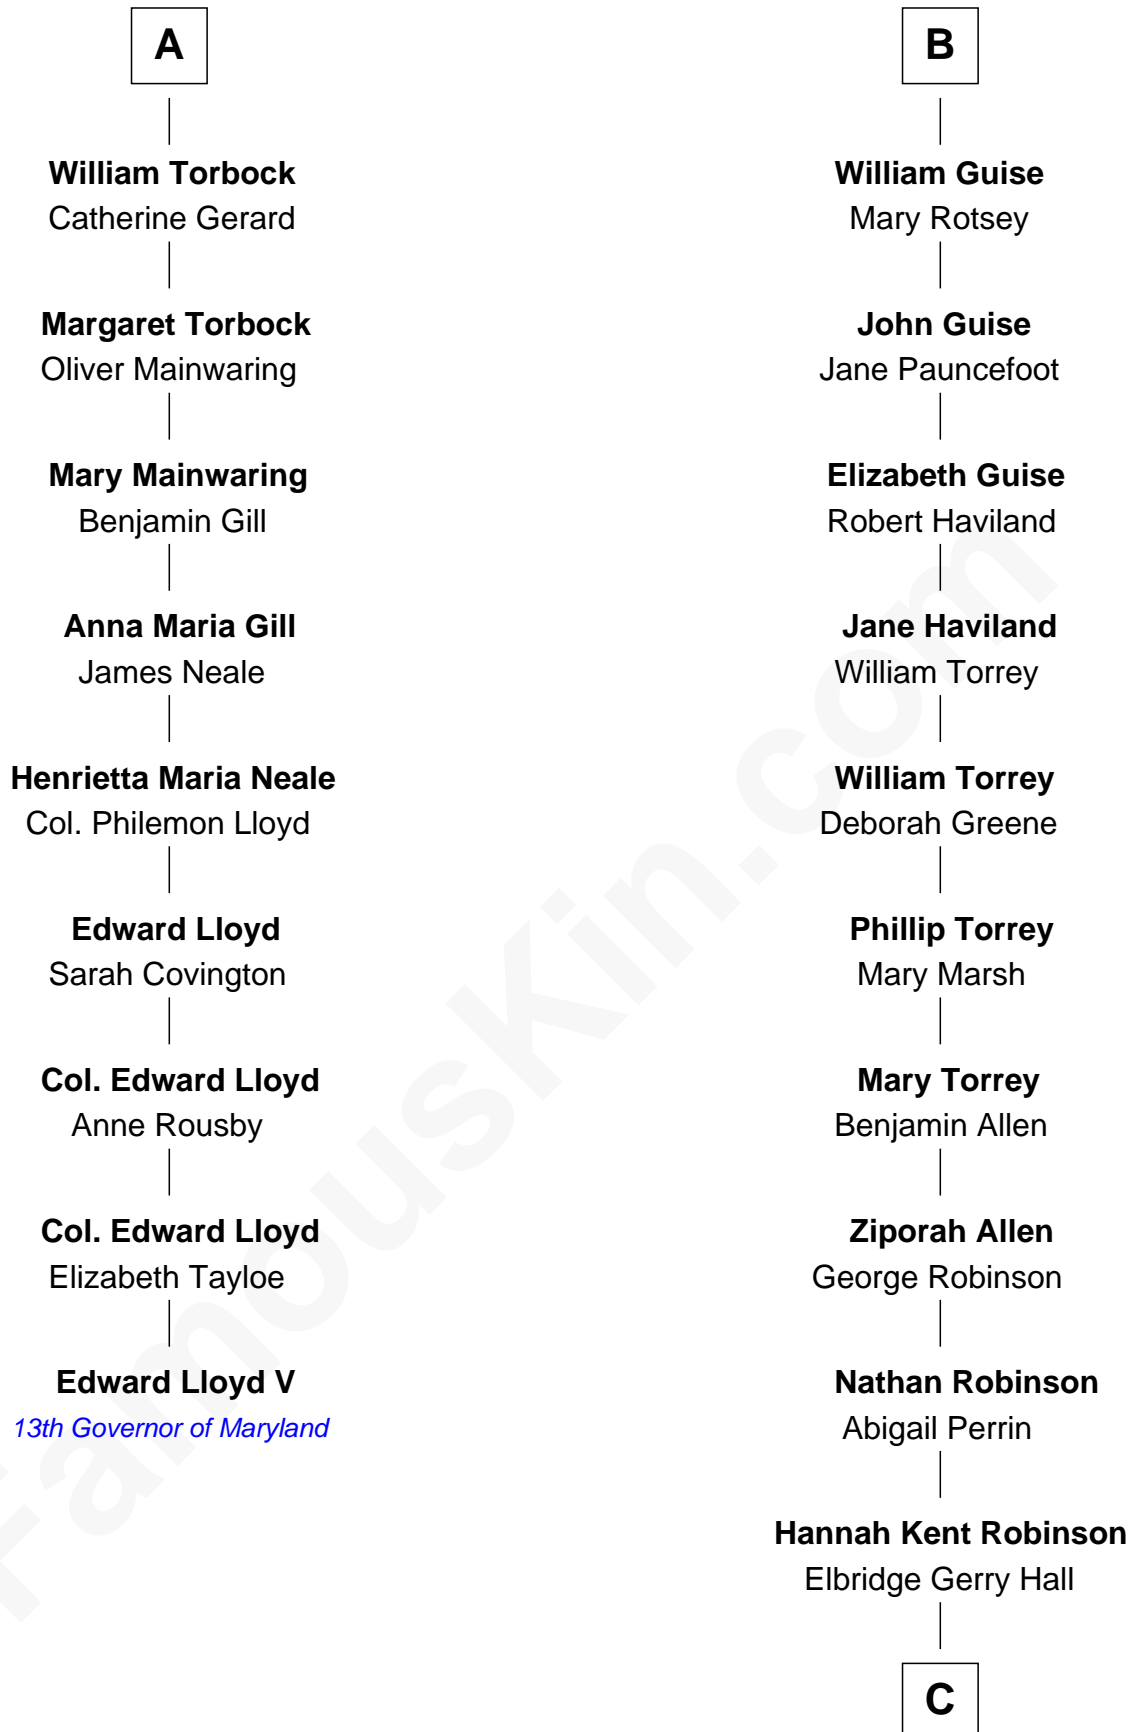 A
William Torbock
Catherine Gerard
Margaret Torbock
Oliver Mainwaring
Mary Mainwaring
Benjamin Gill
Anna Maria Gill
James Neale
Henrietta Maria Neale
Col. Philemon Lloyd
Edward Lloyd
Sarah Covington
Col. Edward Lloyd
Anne Rousby
Col. Edward Lloyd
Elizabeth Tayloe
Edward Lloyd V
13th Governor of Maryland
B
William Guise
Mary Rotsey
John Guise
Jane Pauncefoot
Elizabeth Guise
Robert Haviland
Jane Haviland
William Torrey
William Torrey
Deborah Greene
Phillip Torrey
Mary Marsh
Mary Torrey
Benjamin Allen
Ziporah Allen
George Robinson
Nathan Robinson
Abigail Perrin
Hannah Kent Robinson
Elbridge Gerry Hall
C
FamousKin.com